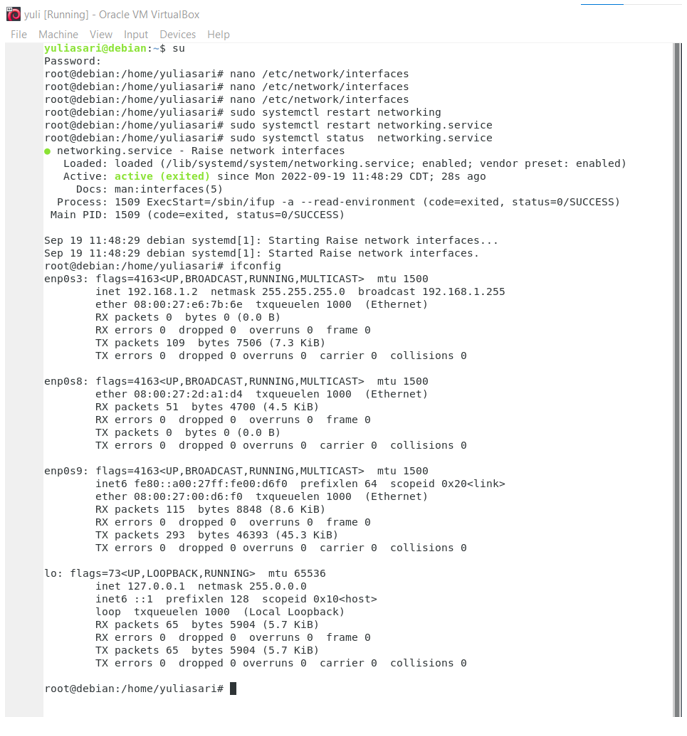 yuli [Running] - Oracle VM VirtualBox
File Machine View Input Devices Help
yuliasari@debian:~$ su
Password:
root@debian:/home/yuliasari# nano /etc/network/interfaces
root@debian:/home/yuliasari# nano /etc/network/interfaces
root@debian:/home/yuliasari# nano /etc/network/interfaces
root@debian:/home/yuliasari# sudo systemctl restart networking
root@debian:/home/yuliasari# sudo systemctl restart networking.service
root@debian:/home/yuliasari# sudo systemctl status  networking.service
● networking.service - Raise network interfaces
   Loaded: loaded (/lib/systemd/system/networking.service; enabled; vendor preset: enabled)
   Active: active (exited) since Mon 2022-09-19 11:48:29 CDT; 28s ago
     Docs: man:interfaces(5)
  Process: 1509 ExecStart=/sbin/ifup -a --read-environment (code=exited, status=0/SUCCESS)
 Main PID: 1509 (code=exited, status=0/SUCCESS)
Sep 19 11:48:29 debian systemd[1]: Starting Raise network interfaces...
Sep 19 11:48:29 debian systemd[1]: Started Raise network interfaces.
root@debian:/home/yuliasari# ifconfig
enp0s3: flags=4163<UP,BROADCAST,RUNNING,MULTICAST>  mtu 1500
        inet 192.168.1.2  netmask 255.255.255.0  broadcast 192.168.1.255
        ether 08:00:27:e6:7b:6e  txqueuelen 1000  (Ethernet)
        RX packets 0  bytes 0 (0.0 B)
        RX errors 0  dropped 0  overruns 0  frame 0
        TX packets 109  bytes 7506 (7.3 KiB)
        TX errors 0  dropped 0 overruns 0  carrier 0  collisions 0
enp0s8: flags=4163<UP,BROADCAST,RUNNING,MULTICAST>  mtu 1500
        ether 08:00:27:2d:a1:d4  txqueuelen 1000  (Ethernet)
        RX packets 51  bytes 4700 (4.5 KiB)
        RX errors 0  dropped 0  overruns 0  frame 0
        TX packets 0  bytes 0 (0.0 B)
        TX errors 0  dropped 0 overruns 0  carrier 0  collisions 0
enp0s9: flags=4163<UP,BROADCAST,RUNNING,MULTICAST>  mtu 1500
        inet6 fe80::a00:27ff:fe00:d6f0  prefixlen 64  scopeid 0x20<link>
        ether 08:00:27:00:d6:f0  txqueuelen 1000  (Ethernet)
        RX packets 115  bytes 8848 (8.6 KiB)
        RX errors 0  dropped 0  overruns 0  frame 0
        TX packets 293  bytes 46393 (45.3 KiB)
        TX errors 0  dropped 0 overruns 0  carrier 0  collisions 0
lo: flags=73<UP,LOOPBACK,RUNNING>  mtu 65536
        inet 127.0.0.1  netmask 255.0.0.0
        inet6 ::1  prefixlen 128  scopeid 0x10<host>
        loop  txqueuelen 1000  (Local Loopback)
        RX packets 65  bytes 5904 (5.7 KiB)
        RX errors 0  dropped 0  overruns 0  frame 0
        TX packets 65  bytes 5904 (5.7 KiB)
        TX errors 0  dropped 0 overruns 0  carrier 0  collisions 0
root@debian:/home/yuliasari#